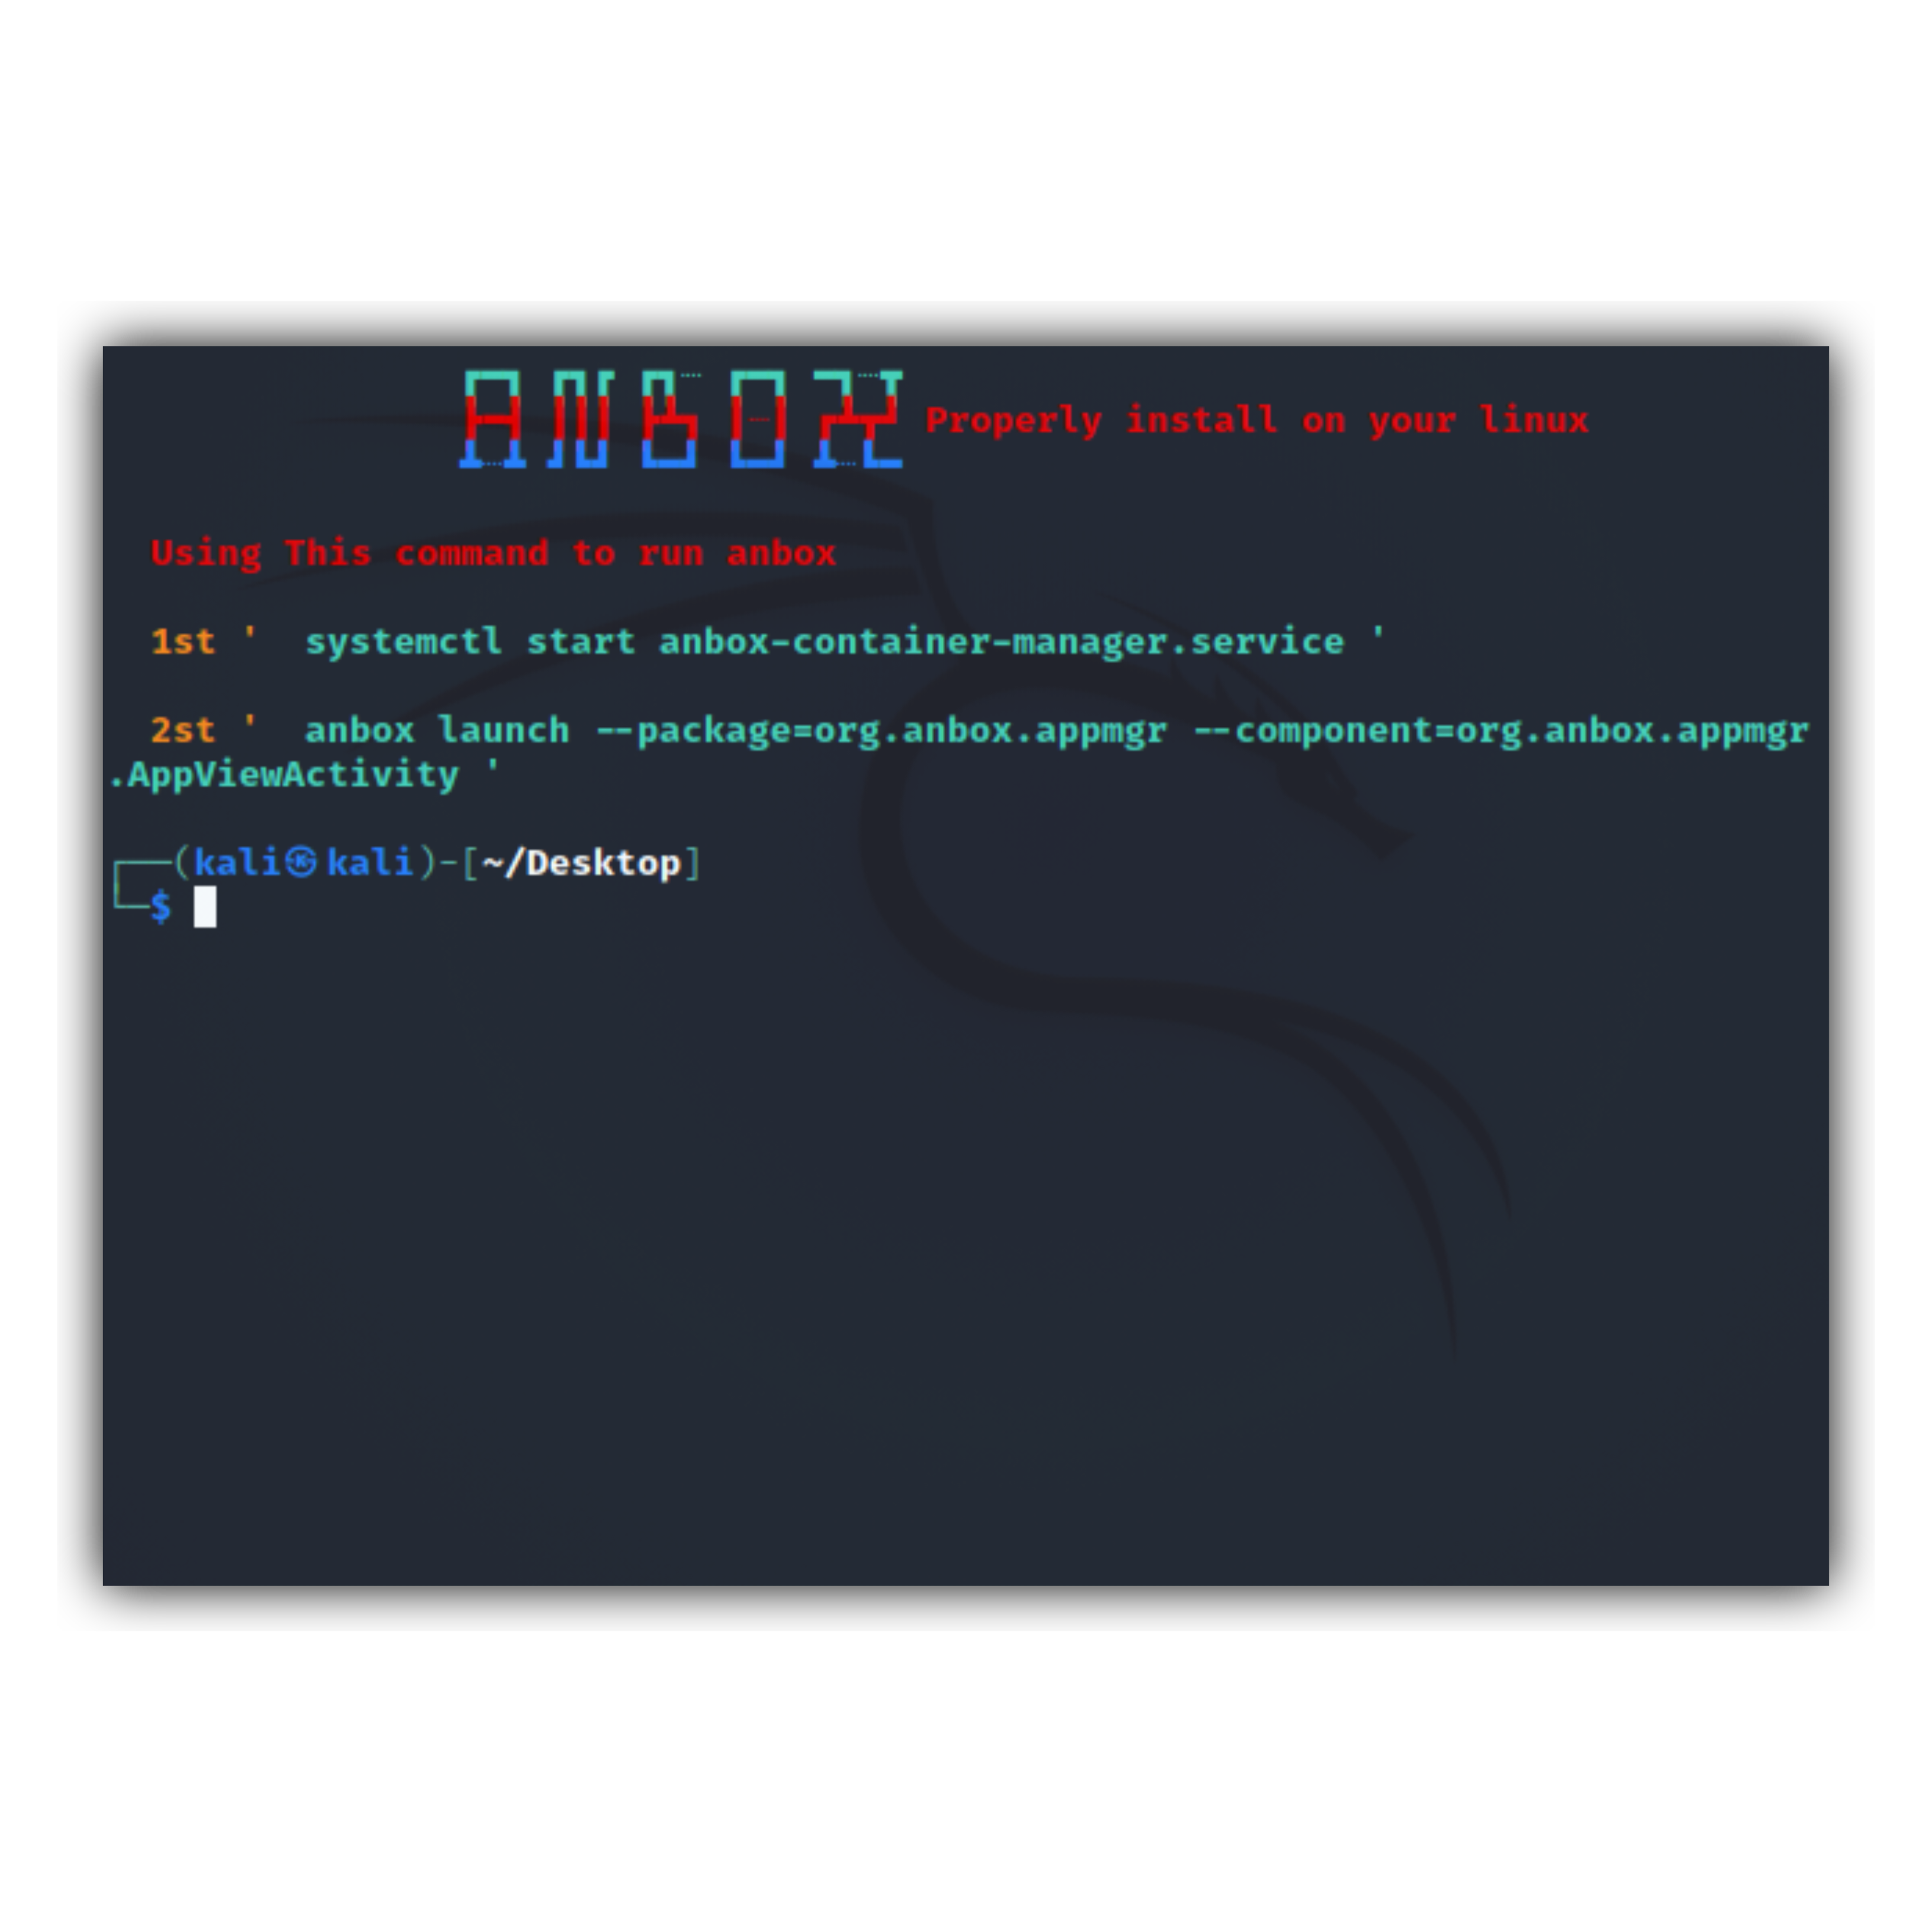 ANBOX Properly install on your linux
Using This command to run anbox
1st '  systemctl start anbox-container-manager.service '
2st '  anbox launch --package=org.anbox.appmgr --component=org.anbox.appmgr
.AppViewActivity '
┌──(kali㉿kali)-[~/Desktop]
└─$